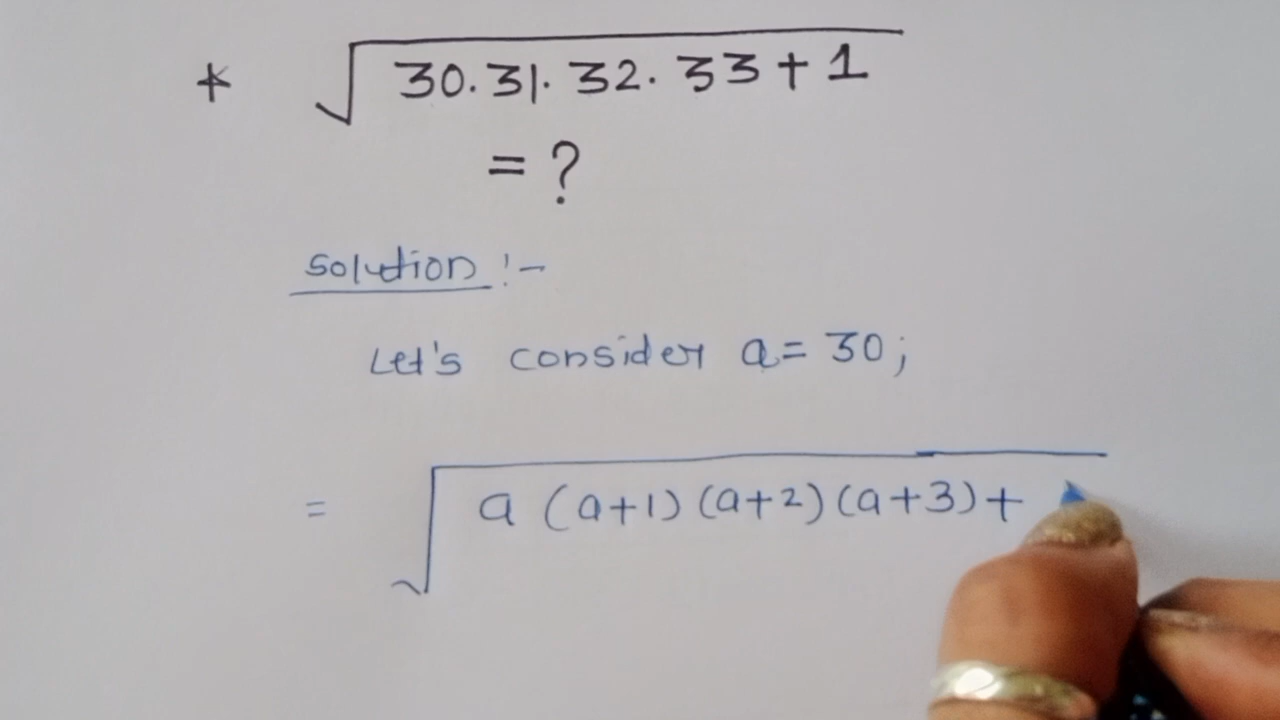 * √30.31.32.33+1
= ?
Solution :-
Let's consider a = 30;
= √a (a+1) (a+2) (a+3) +